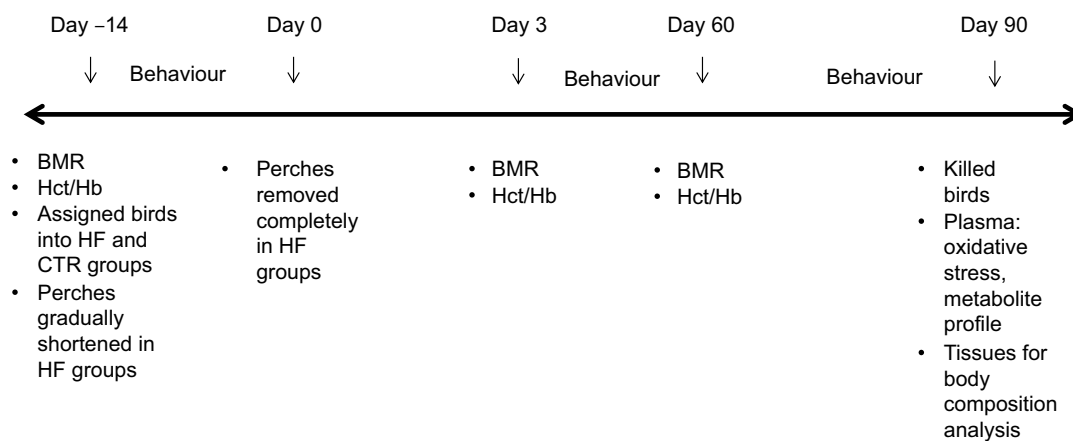 Day –14
Day 0
Day 3
Day 60
Day 90
Behaviour
Behaviour
Behaviour
• BMR
• Hct/Hb
• Assigned birds
into HF and
CTR groups
• Perches
gradually
shortened in
HF groups
• Perches
removed
completely
in HF
groups
• BMR
• Hct/Hb
• BMR
• Hct/Hb
• Killed
birds
• Plasma:
oxidative
stress,
metabolite
profile
• Tissues for
body
composition
analysis